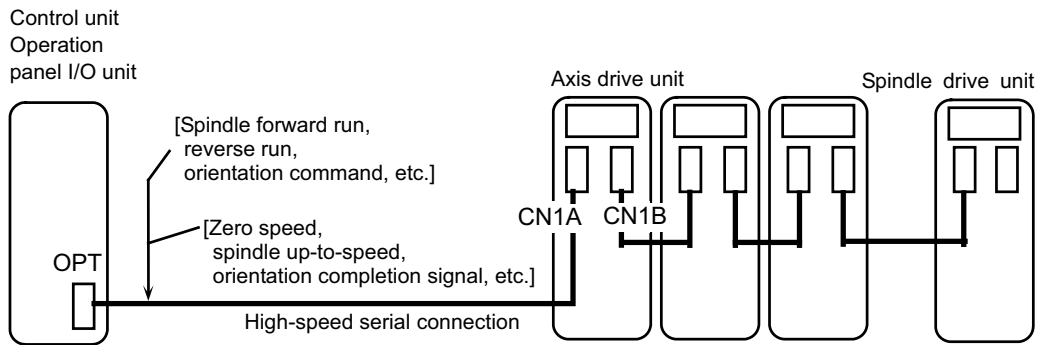 Control unit
Operation
panel I/O unit
Axis drive unit
Spindle drive unit
[Spindle forward run,
reverse run,
orientation command, etc.]
CN1A
CN1B
[Zero speed,
spindle up-to-speed,
orientation completion signal, etc.]
OPT
High-speed serial connection